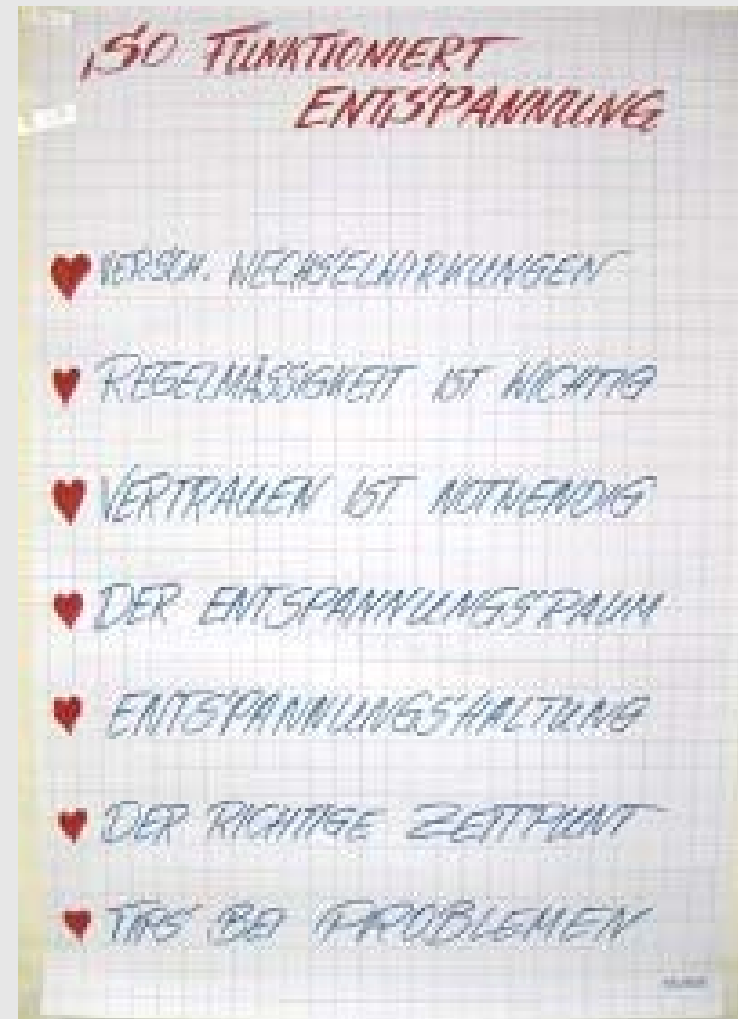 SO FUNKTIONIERT
ENTSPANNUNG
VERSCH. WECHSELWIRKUNGEN
REGELMÄSSIGKEIT IST WICHTIG
VERTRAUEN IST NOTWENDIG
DER ENTSPANNUNGSRAUM
ENTSPANNUNGSHALTUNG
DER RICHTIGE ZEITPUNKT
TIPS BEI PROBLEMEN